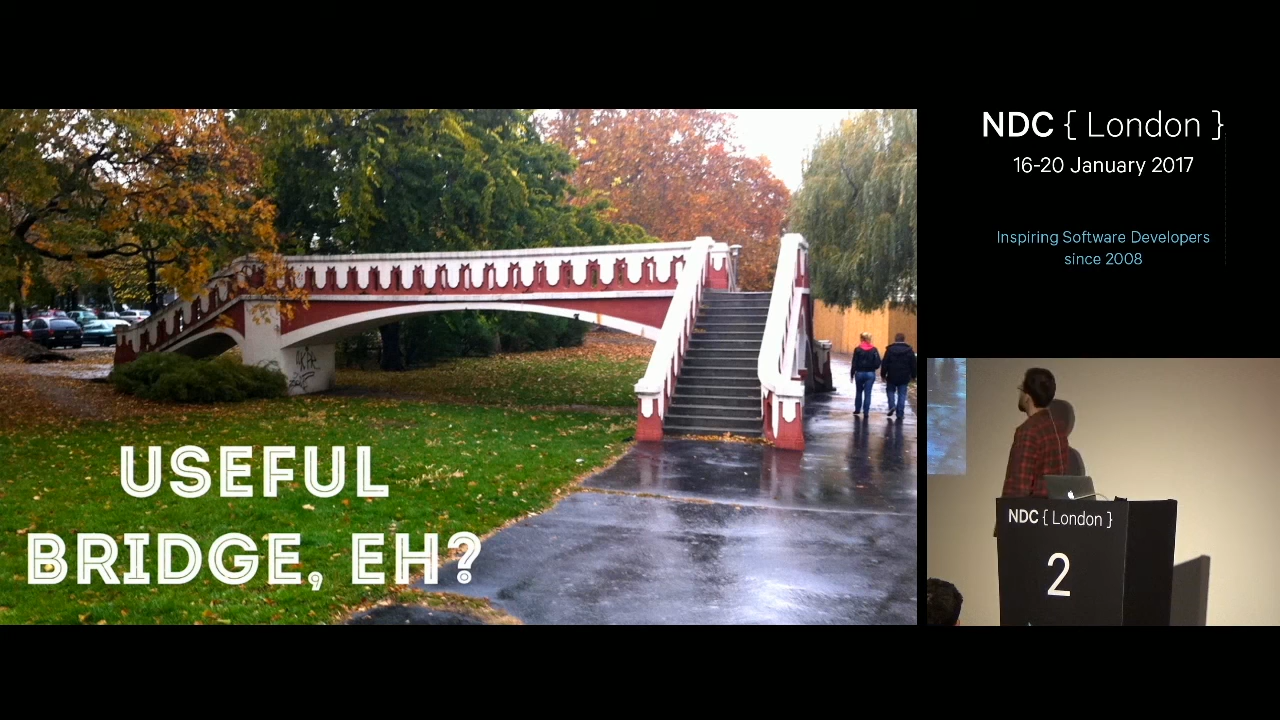 USEFUL
BRIDGE, EH?
NDC { London }
16-20 January 2017
Inspiring Software Developers
since 2008
NDC { London }
2